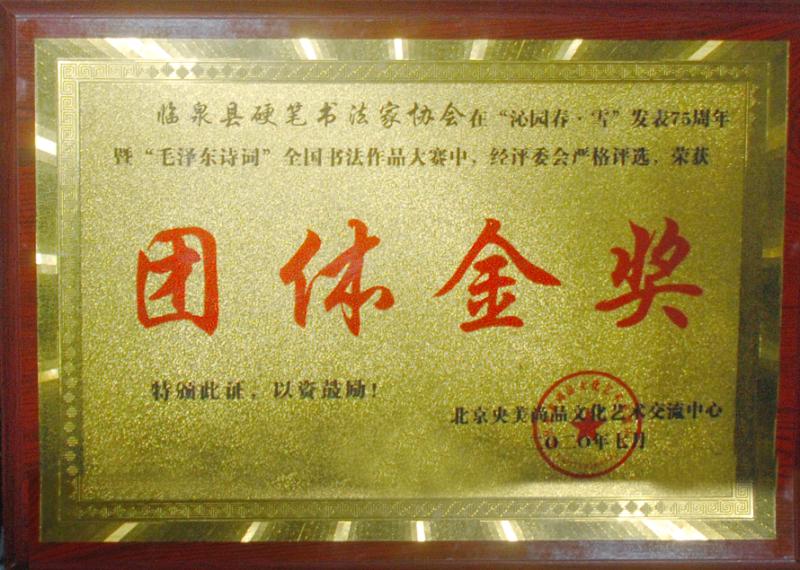 临泉县硬笔书法家协会在“沁园春·雪”发表75周年
暨“毛泽东诗词”全国书法作品大赛中，经评委会严格评选，荣获
团体金奖
特颁此证，以资鼓励！
北京央美尚品文化艺术交流中心
二〇年七月